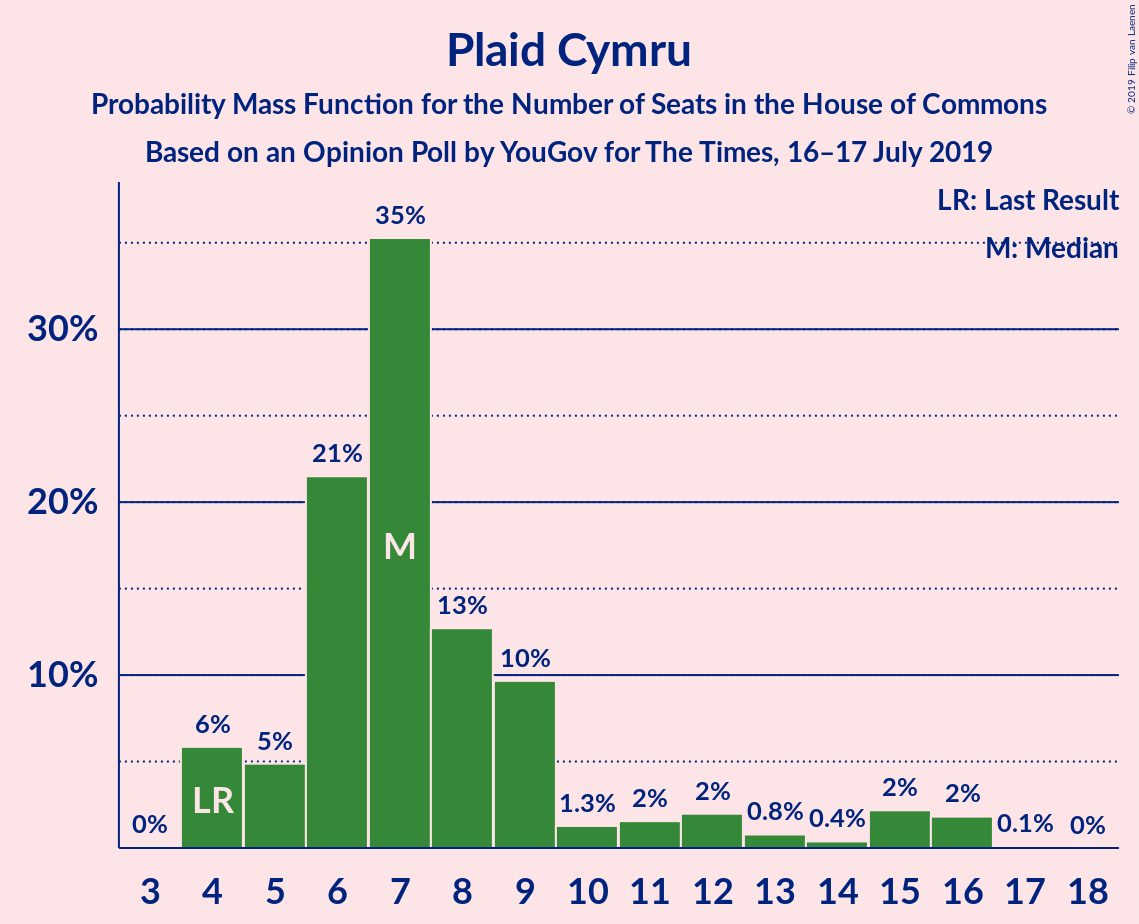 Plaid Cymru
Probability Mass Function for the Number of Seats in the House of Commons
Based on an Opinion Poll by YouGov for The Times, 16–17 July 2019
© 2019 Filip van Laenen
LR: Last Result
M: Median
30%
20%
10%
0%
6%
5%
21%
35%
13%
10%
1.3%
2%
2%
0.8%
0.4%
2%
2%
0.1%
0%
LR
M
3 4 5 6 7 8 9 10 11 12 13 14 15 16 17 18